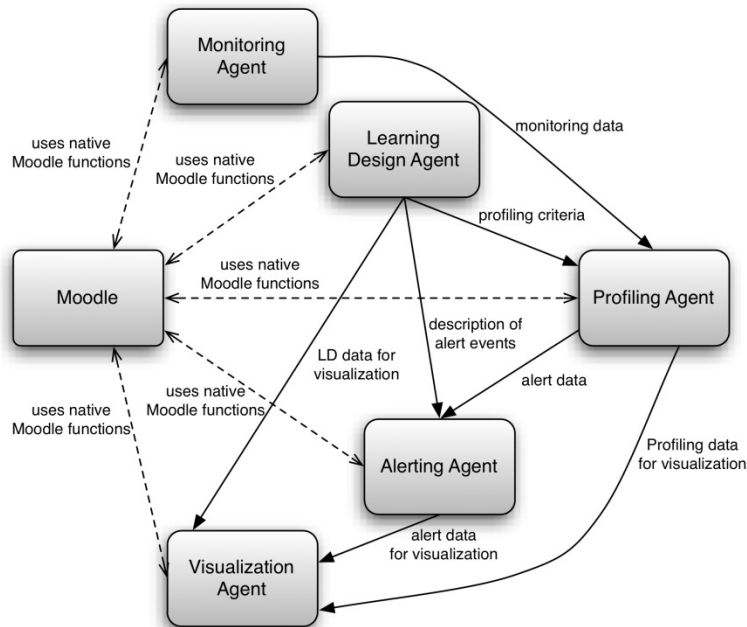 Monitoring
Agent
monitoring data
uses native
Moodle functions
Learning
Design Agent
uses native
Moodle functions
profiling criteria
uses native
Moodle functions
Moodle
Profiling Agent
description of
alert events
LD data for
visualization
alert data
uses native
Moodle functions
uses native
Moodle functions
Alerting Agent
Profiling data
for visualization
alert data
for visualization
Visualization
Agent